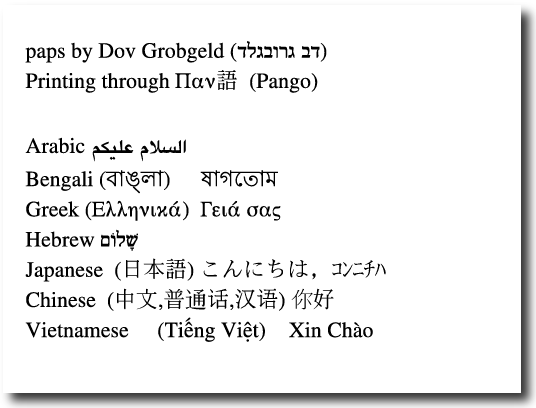 paps by Dov Grobgeld (דב גרובגלד)
Printing through Παν語 (Pango)
Arabic السلام عليكم
Bengali (বাঙ্লা) ষাগতোম
Greek (Ελληνικά) Γειά σας
Hebrew שָׁלוֹם
Japanese (日本語) こんにちは, ｺﾝﾆﾁﾊ
Chinese (中文,普通话,汉语) 你好
Vietnamese (Tiếng Việt) Xin Chào